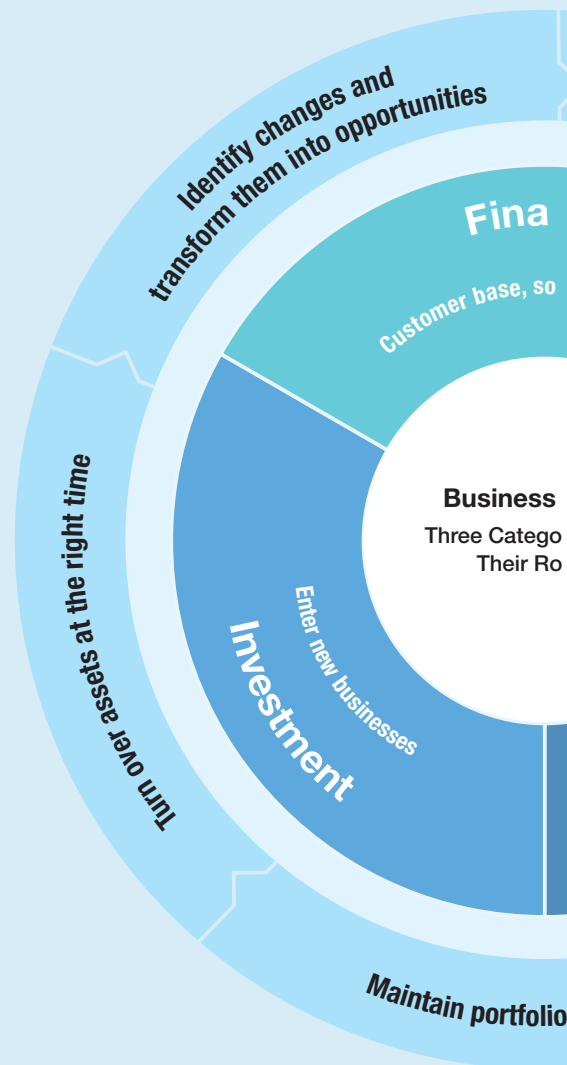 Identify changes and
transform them into opportunities
Fina
Customer base, so
Business
Three Catego
Their Ro
Turn over assets at the right time
Enter new businesses
Investment
Maintain portfolio